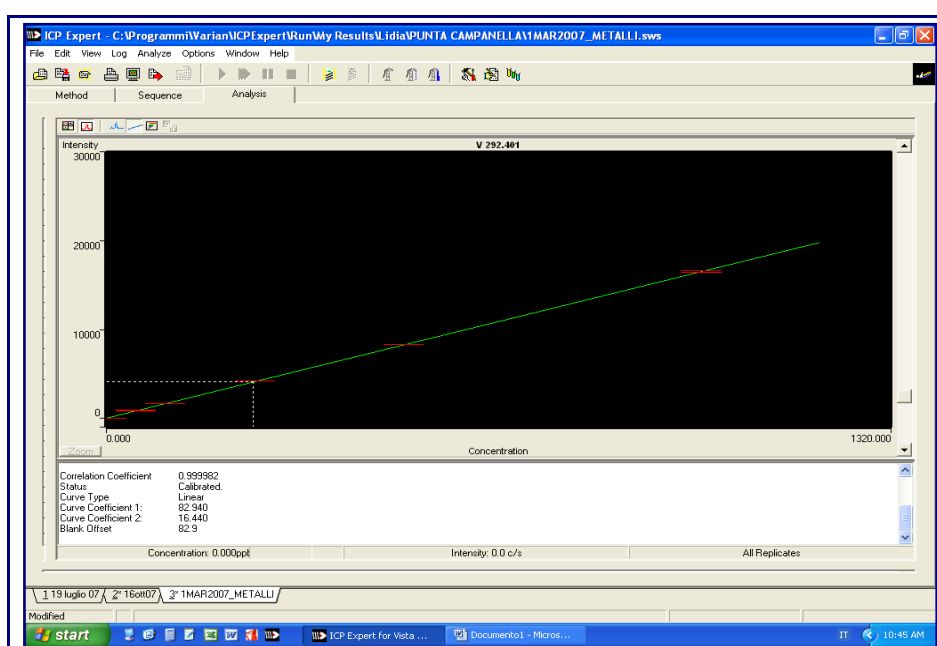 ICP Expert - C:\Programmi\Varian\ICPExpert\Run\My Results\Lidia\PUNTA CAMPANELLA\1MAR2007_METALLI.sws
File Edit View Log Analyze Options Window Help
Method Sequence Analysis
Intensity V 292.401
30000
20000
10000
0
0.000 1320.000
Zoom Concentration
Correlation Coefficient 0.999982
Status Calibrated.
Curve Type Linear
Curve Coefficient 1: 82.940
Curve Coefficient 2: 16.440
Blank Offset 82.9
Concentration: 0.000ppb Intensity: 0.0 c/s All Replicates
1 19 luglio 07 2* 16ott07 3* 1MAR2007_METALLI
Modified
start ICP Expert for Vista ... Documento1 - Micros... IT 10:45 AM